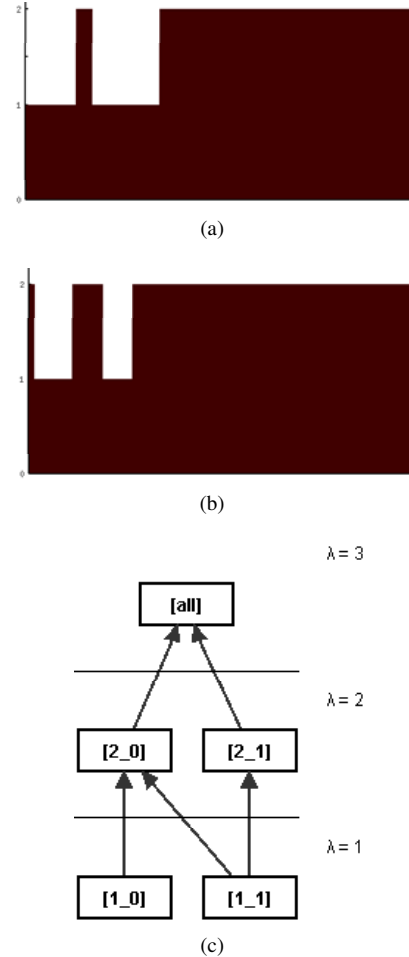 2
1
0
(a)
2
1
0
(b)
λ = 3
[all]
λ = 2
[2_0] [2_1]
λ = 1
[1_0] [1_1]
(c)